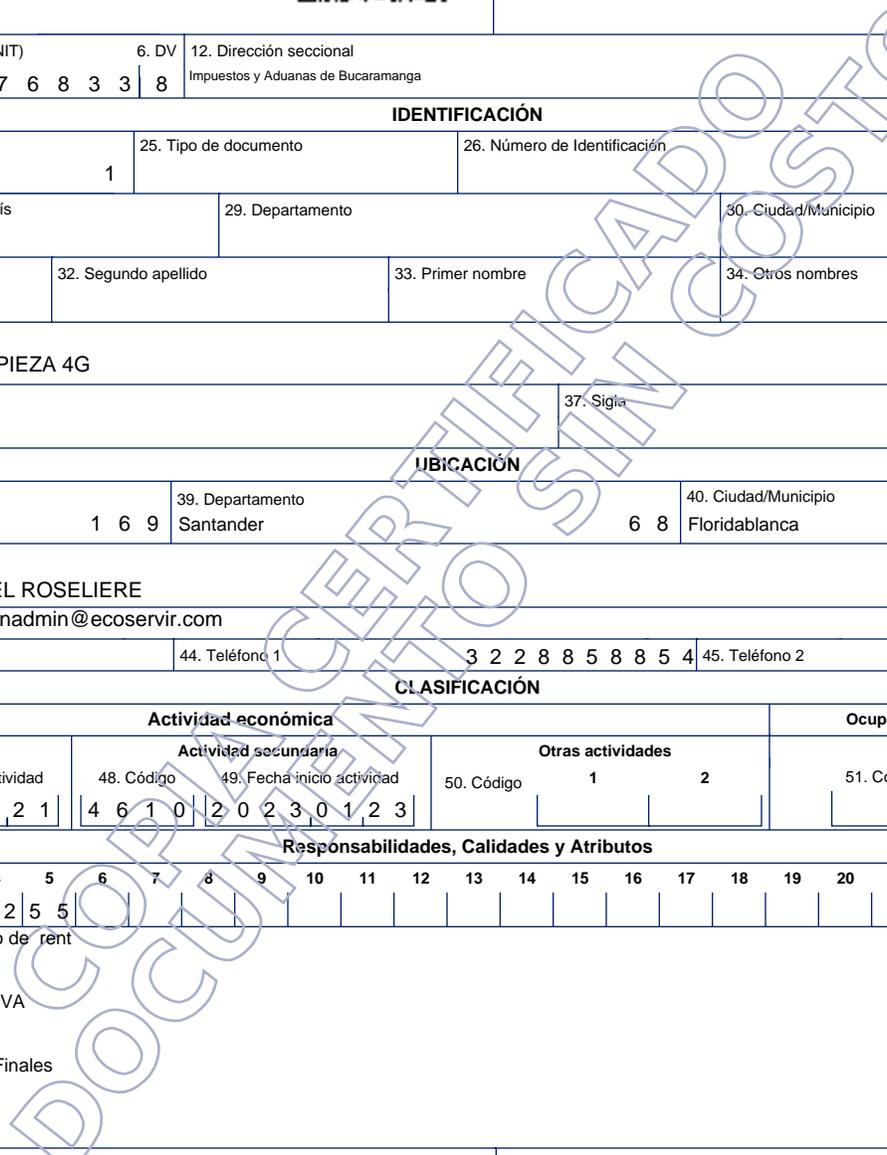 NIT)
6. DV
12. Dirección seccional
7 6 8 3 3 8
Impuestos y Aduanas de Bucaramanga
IDENTIFICACIÓN
1
25. Tipo de documento
26. Número de Identificación
ís
29. Departamento
30. Ciudad/Municipio
32. Segundo apellido
33. Primer nombre
34. Otros nombres
PIEZA 4G
37. Sigla
UBICACIÓN
39. Departamento
40. Ciudad/Municipio
1 6 9
Santander
6 8
Floridablanca
EL ROSELIERE
nadmin@ecoservir.com
44. Teléfono 1
3 2 2 8 8 5 8 8 5 4
45. Teléfono 2
CLASIFICACIÓN
Actividad económica
Ocup
Actividad secundaria
Otras actividades
tividad
48. Código
49. Fecha inicio actividad
50. Código
1
2
51. Co
2 1
4 6 1 0
2 0 2 3 0 1 2 3
Responsabilidades, Calidades y Atributos
5 6 7 8 9 10 11 12 13 14 15 16 17 18 19 20
2 5 5
o de rent
VA
Finales
COPIA CERTIFICADO
DOCUMENTO SIN COSTO